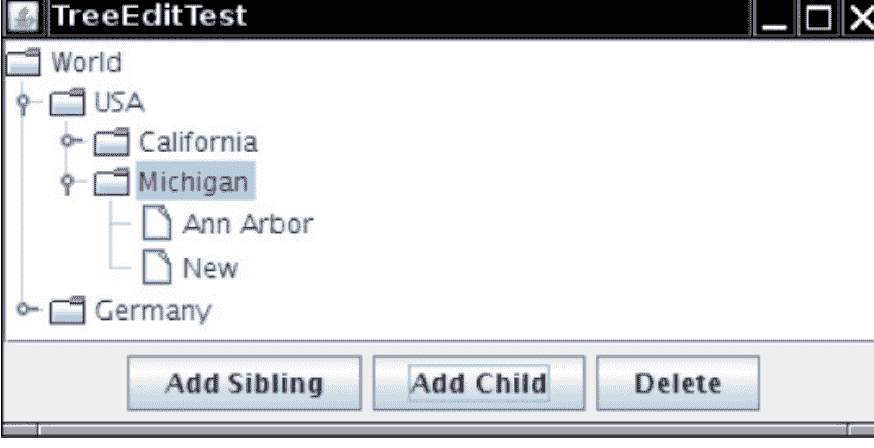 TreeEditTest
World
USA
California
Michigan
Ann Arbor
New
Germany
Add Sibling Add Child Delete